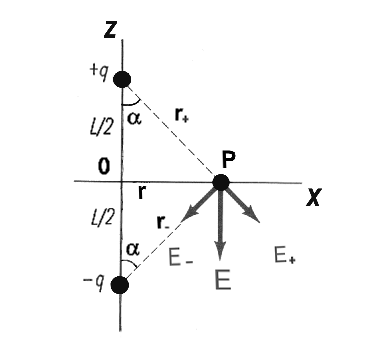 Z
+q
α
r₊
L/2
P
0
r
X
L/2
r₋
α
E₋
E₊
E
−q